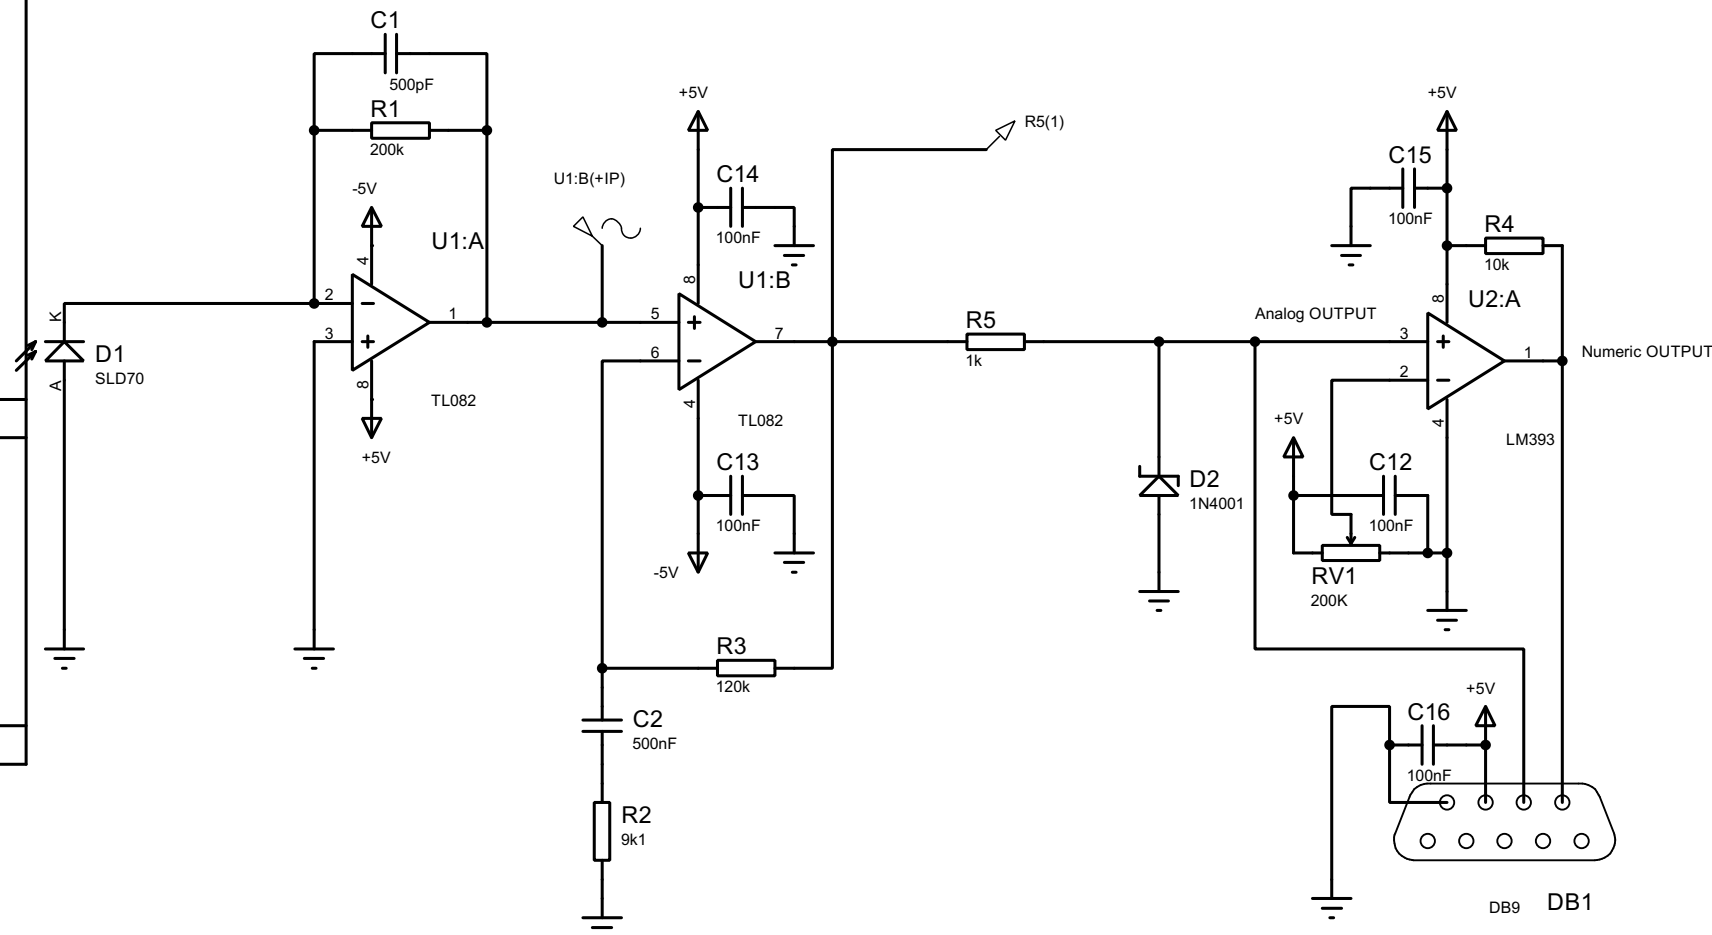 C1
500pF
R1
200k
-5V
4
U1:A
2
3
1
8
TL082
+5V
K
A
D1
SLD70
U1:B(+IP)
+5V
C14
100nF
8
U1:B
5
6
7
4
TL082
C13
100nF
-5V
R3
120k
C2
500nF
R2
9k1
R5(1)
R5
1k
D2
1N4001
Analog OUTPUT
+5V
C15
100nF
R4
10k
8
U2:A
3
2
1
4
LM393
Numeric OUTPUT
+5V
C12
100nF
RV1
200K
+5V
C16
100nF
DB9
DB1